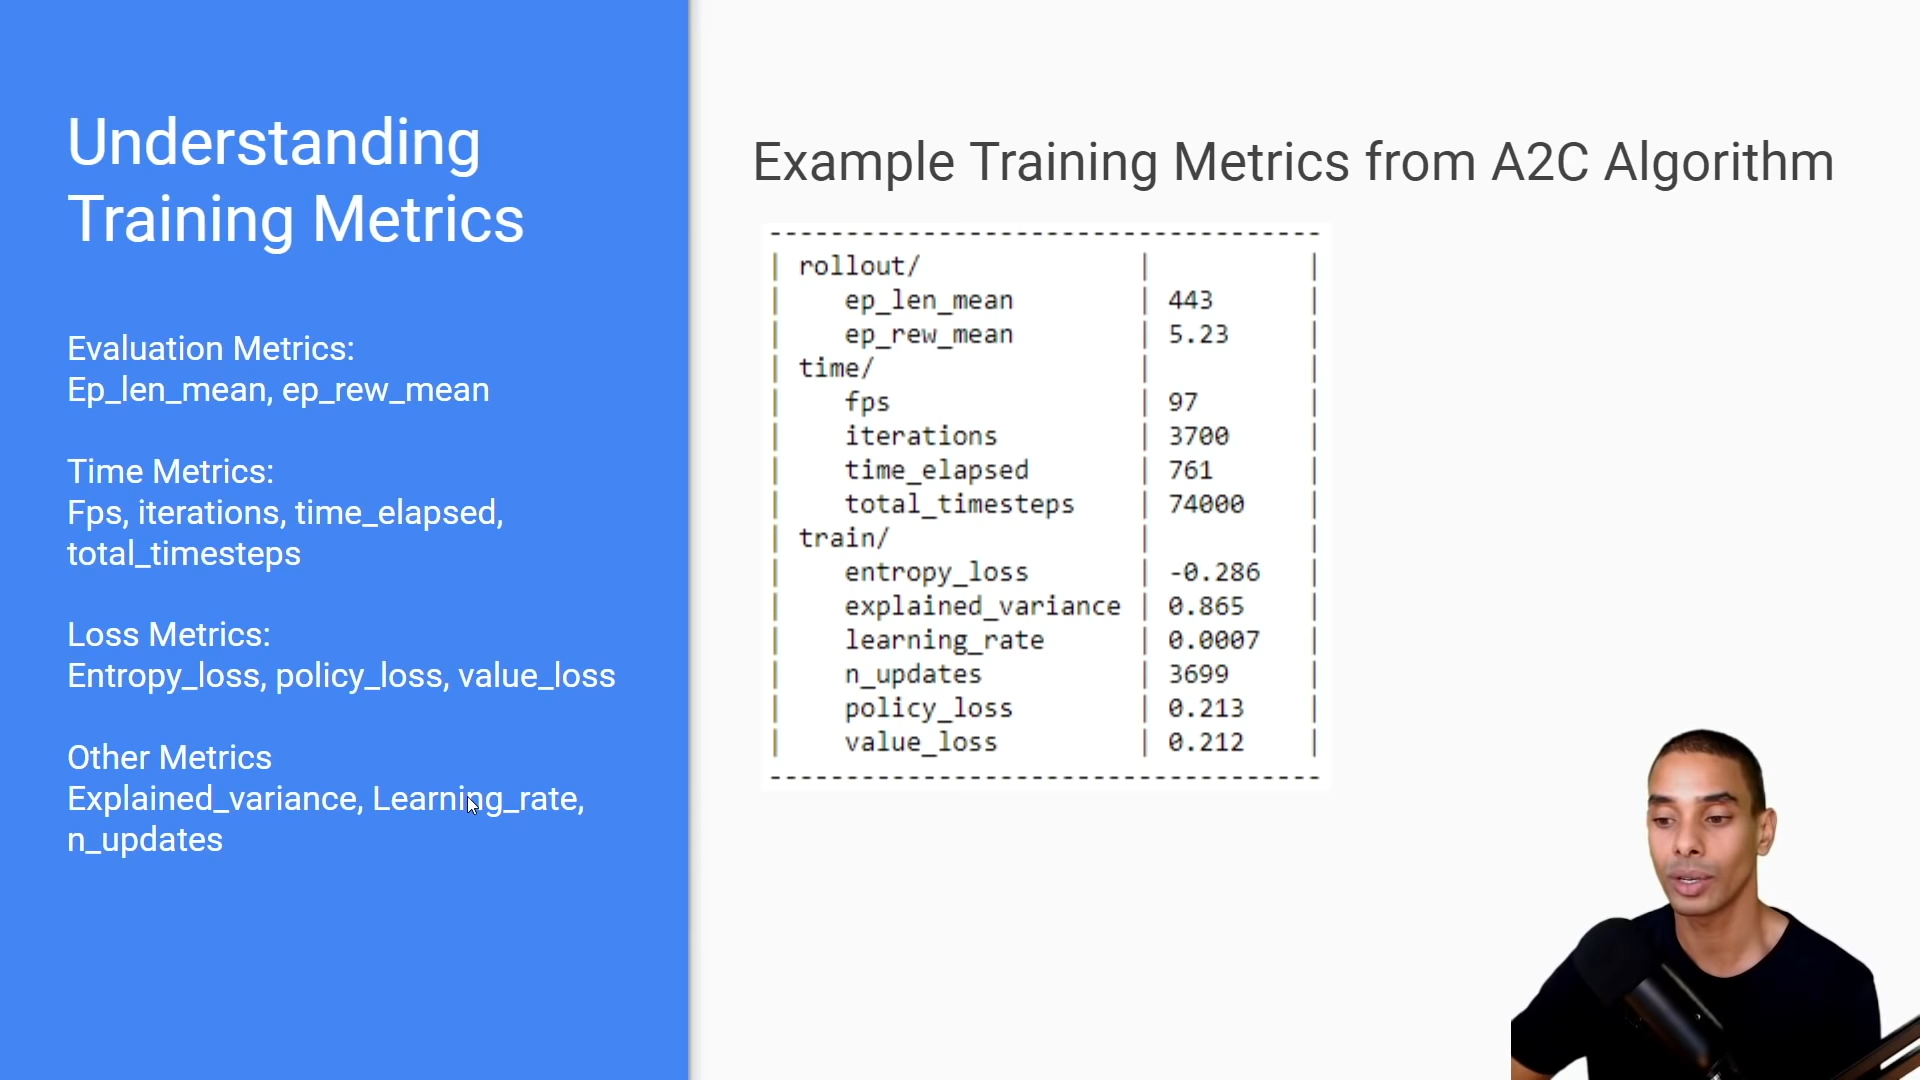 Understanding
Training Metrics
Evaluation Metrics:
Ep_len_mean, ep_rew_mean
Time Metrics:
Fps, iterations, time_elapsed,
total_timesteps
Loss Metrics:
Entropy_loss, policy_loss, value_loss
Other Metrics
Explained_variance, Learning_rate,
n_updates
Example Training Metrics from A2C Algorithm
-------------------------------------
| rollout/ | |
| ep_len_mean | 443 |
| ep_rew_mean | 5.23 |
| time/ | |
| fps | 97 |
| iterations | 3700 |
| time_elapsed | 761 |
| total_timesteps | 74000 |
| train/ | |
| entropy_loss | -0.286 |
| explained_variance | 0.865 |
| learning_rate | 0.0007 |
| n_updates | 3699 |
| policy_loss | 0.213 |
| value_loss | 0.212 |
-------------------------------------